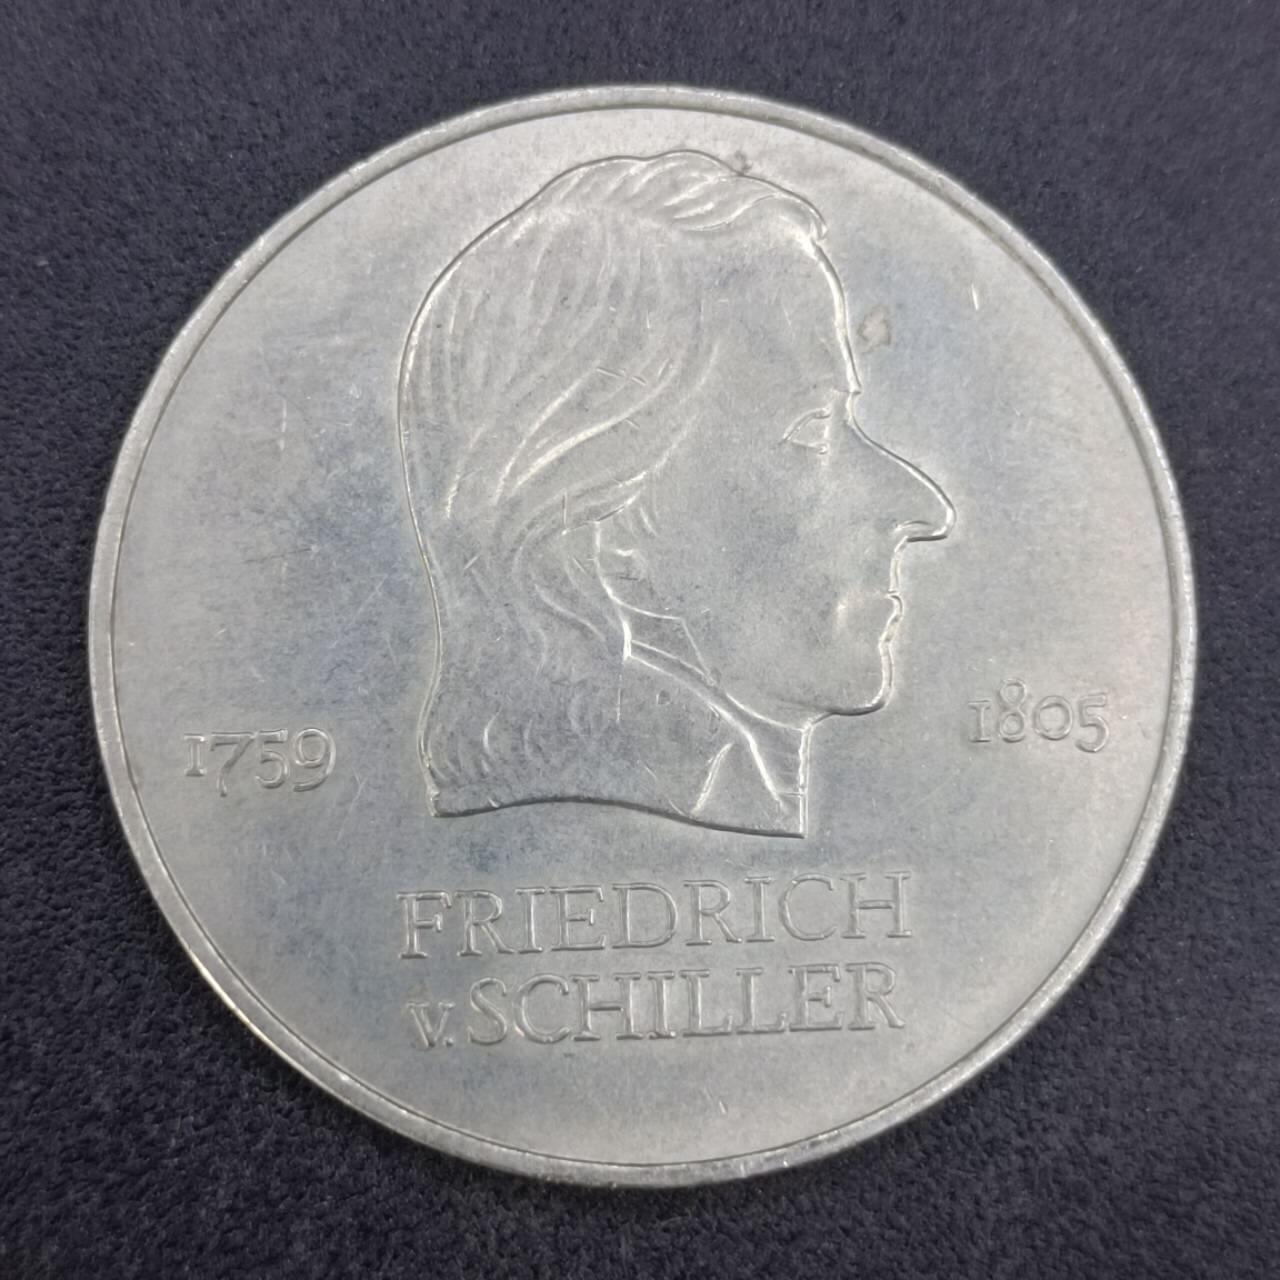 1759
1805
FRIEDRICH
v. SCHILLER